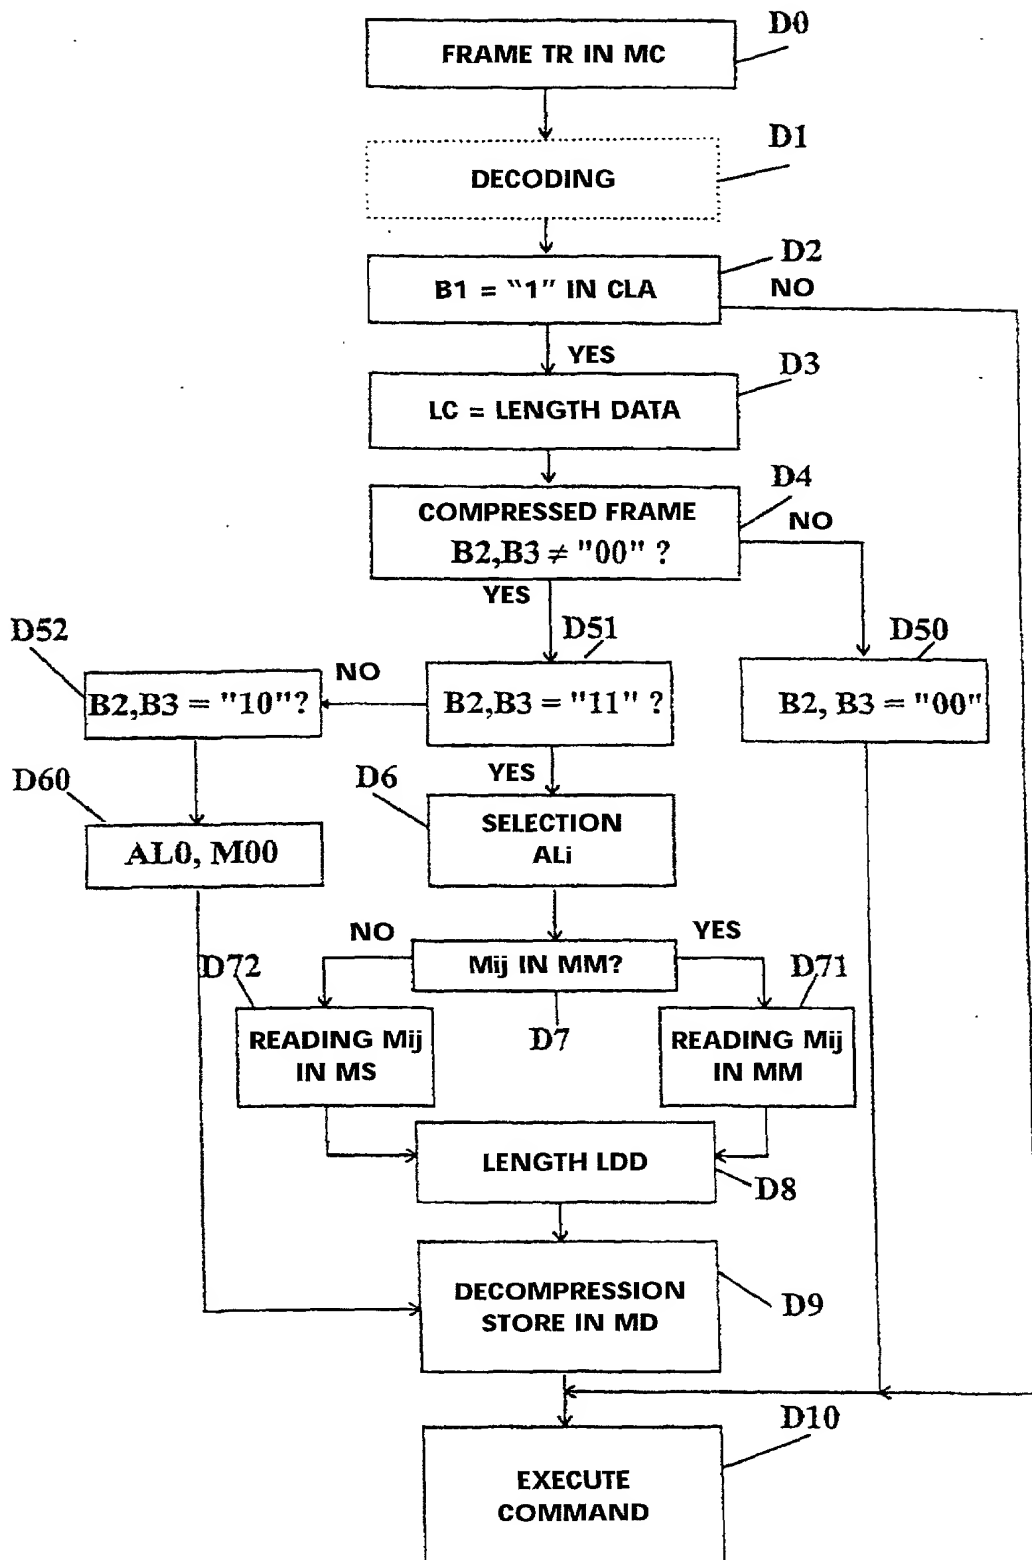 D0
FRAME TR IN MC
D1
DECODING
D2
B1 = “1” IN CLA
NO
YES
D3
LC = LENGTH DATA
D4
COMPRESSED FRAME
NO
B2,B3 ≠ "00" ?
YES
D52
D51
D50
NO
B2,B3 = "10"?
B2,B3 = "11" ?
B2, B3 = "00"
D60
D6
YES
SELECTION
ALi
AL0, M00
NO
YES
Mij IN MM?
D72
D71
D7
READING Mij
IN MS
READING Mij
IN MM
LENGTH LDD
D8
DECOMPRESSION
STORE IN MD
D9
D10
EXECUTE
COMMAND